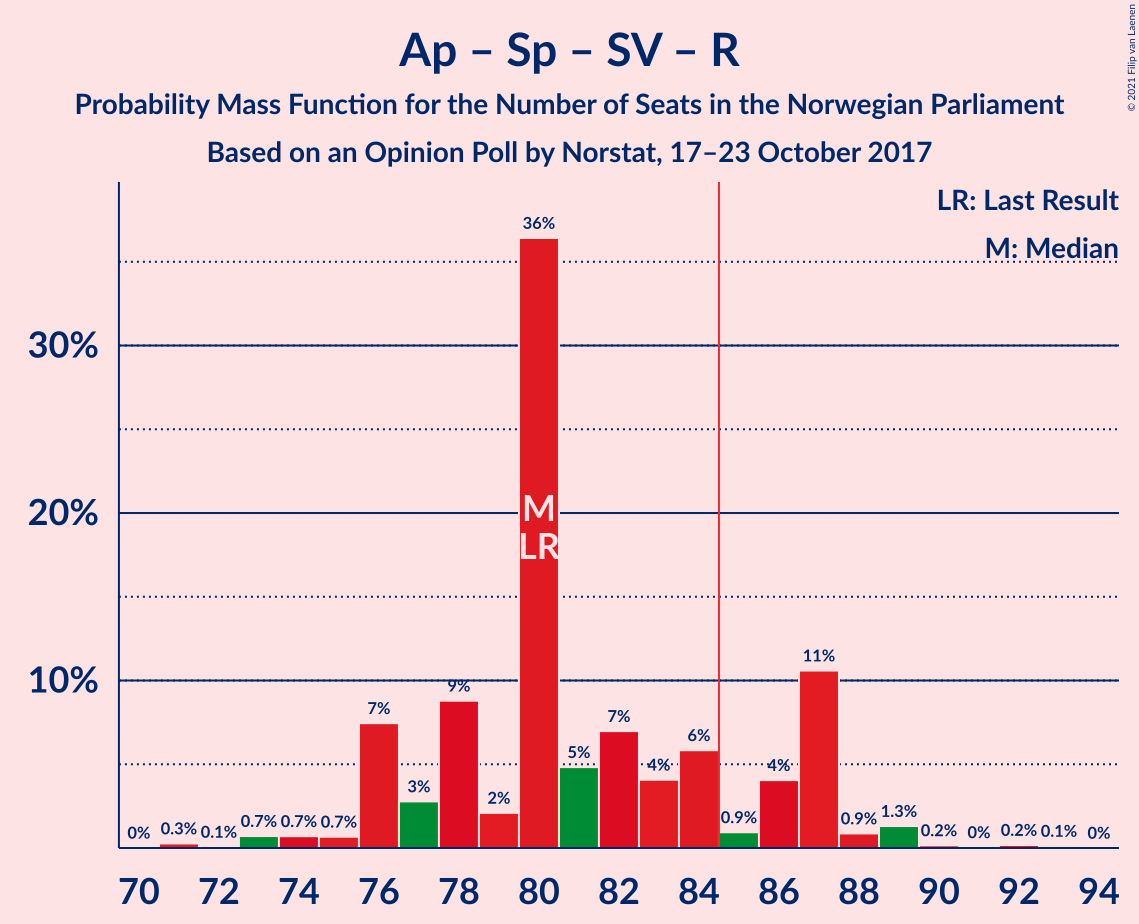 Ap – Sp – SV – R
Probability Mass Function for the Number of Seats in the Norwegian Parliament
Based on an Opinion Poll by Norstat, 17–23 October 2017
© 2021 Filip van Laenen
LR: Last Result
M: Median
30%
20%
10%
0% 0.3% 0.1% 0.7% 0.7% 0.7% 7% 3% 9% 2% 36% 5% 7% 4% 6% 0.9% 4% 11% 0.9% 1.3% 0.2% 0% 0.2% 0.1% 0%
M
LR
70 72 74 76 78 80 82 84 86 88 90 92 94